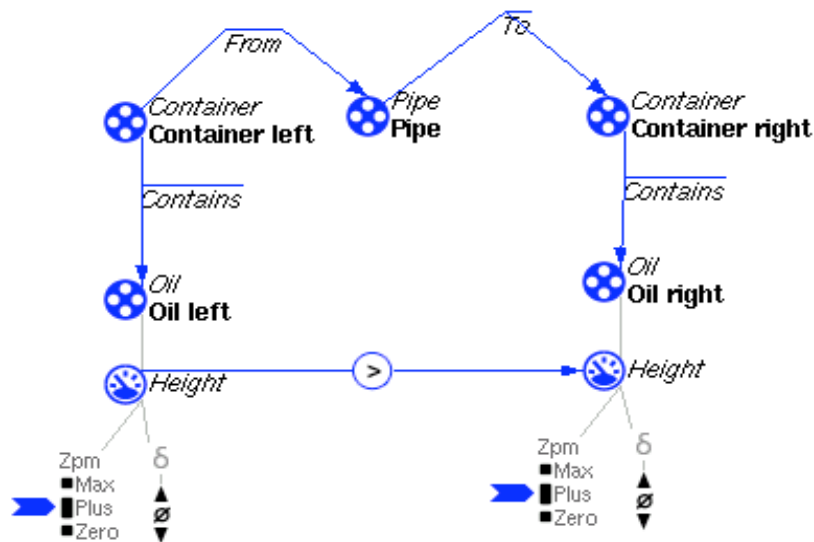 From
To
Container
Container left
Pipe
Pipe
Container
Container right
Contains
Contains
Oil
Oil left
Oil
Oil right
Height
>
Height
Zpm
δ
Max
Plus
Zero
Zpm
δ
Max
Plus
Zero